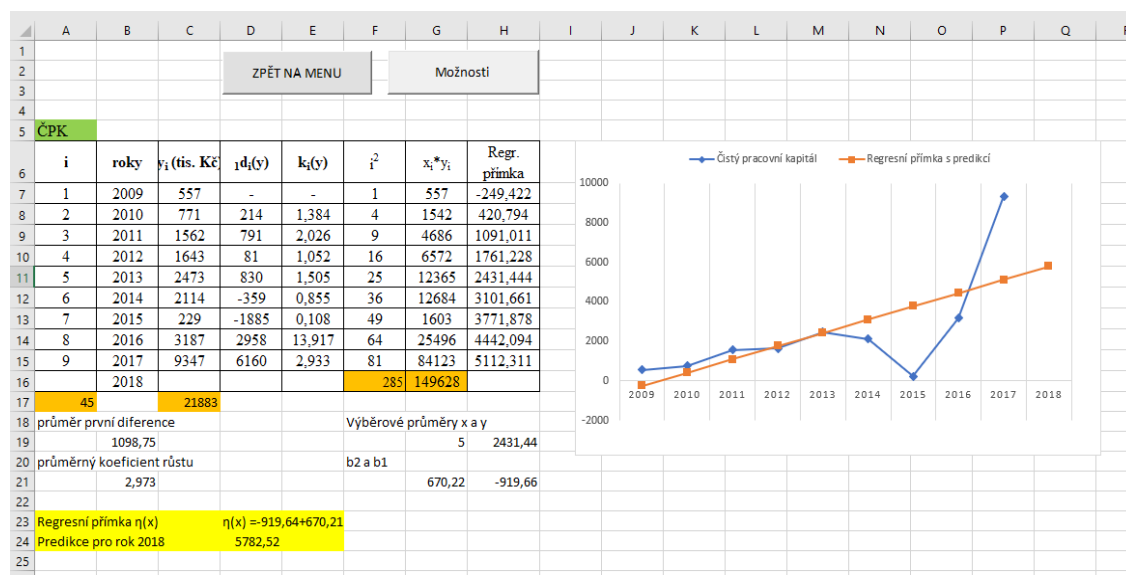 A B C D E F G H I J K L M N O P Q
1
2 ZPĚT NA MENU Možnosti
3
4
5 ČPK
6 i roky yᵢ (tis. Kč) ₁dᵢ(y) kᵢ(y) i² xᵢ*yᵢ Regr. přímka
7 1 2009 557 - - 1 557 -249,422
8 2 2010 771 214 1,384 4 1542 420,794
9 3 2011 1562 791 2,026 9 4686 1091,011
10 4 2012 1643 81 1,052 16 6572 1761,228
11 5 2013 2473 830 1,505 25 12365 2431,444
12 6 2014 2114 -359 0,855 36 12684 3101,661
13 7 2015 229 -1885 0,108 49 1603 3771,878
14 8 2016 3187 2958 13,917 64 25496 4442,094
15 9 2017 9347 6160 2,933 81 84123 5112,311
16 2018 285 149628
17 45 21883
18 průměr první diference Výběrové průměry x a y
19 1098,75 5 2431,44
20 průměrný koeficient růstu b2 a b1
21 2,973 670,22 -919,66
22
23 Regresní přímka η(x) η(x) =-919,64+670,21
24 Predikce pro rok 2018 5782,52
25
Čistý pracovní kapitál Regresní přímka s predikcí
10000
8000
6000
4000
2000
0
2009 2010 2011 2012 2013 2014 2015 2016 2017 2018
-2000